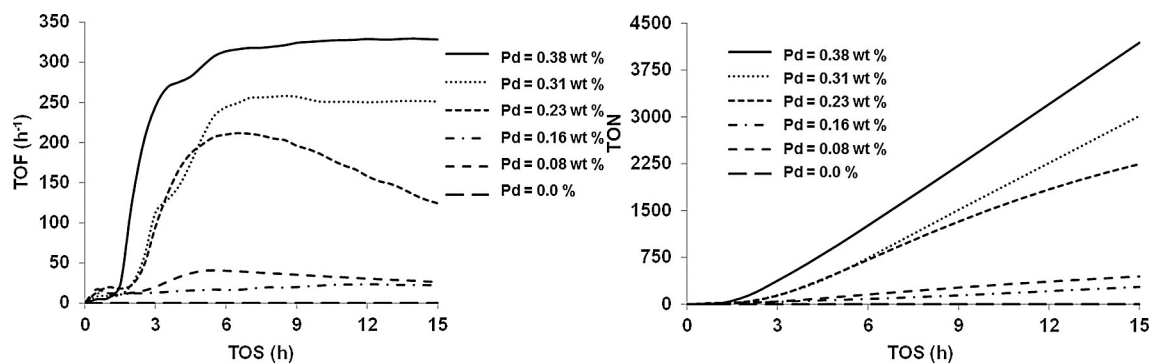 350
300
250
200
150
100
50
0
TOF (h⁻¹)
0 3 6 9 12 15
TOS (h)
Pd = 0.38 wt %
Pd = 0.31 wt %
Pd = 0.23 wt %
Pd = 0.16 wt %
Pd = 0.08 wt %
Pd = 0.0 %
4500
3750
3000
2250
1500
750
0
TON
0 3 6 9 12 15
TOS (h)
Pd = 0.38 wt %
Pd = 0.31 wt %
Pd = 0.23 wt %
Pd = 0.16 wt %
Pd = 0.08 wt %
Pd = 0.0 %